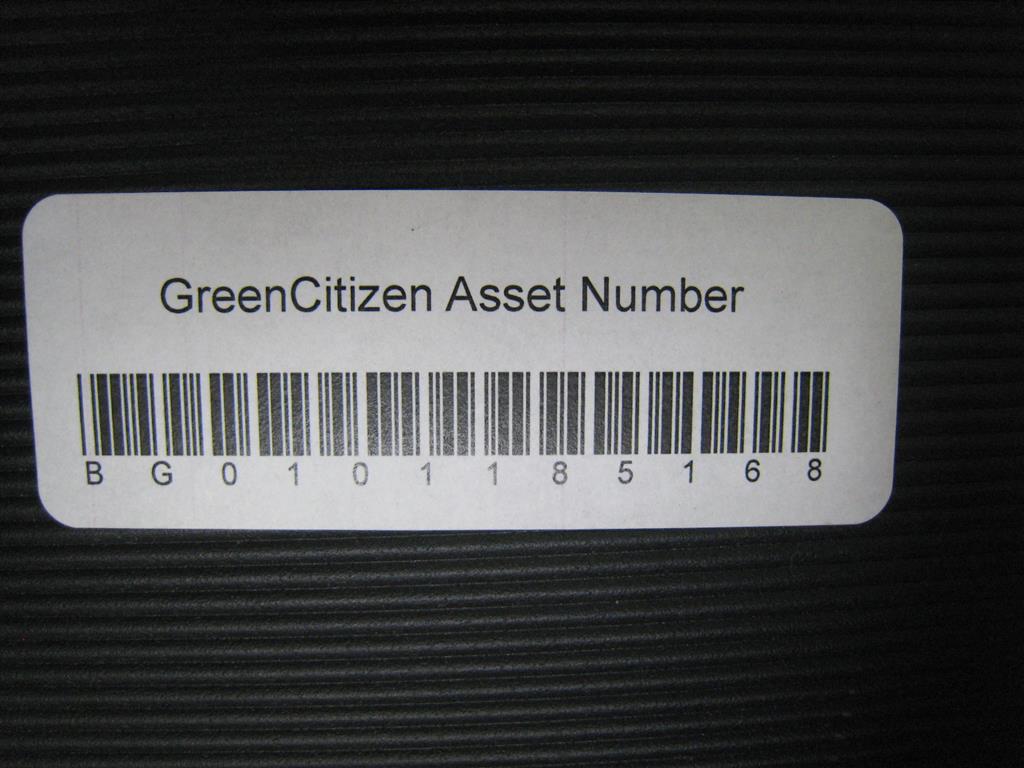 GreenCitizen Asset Number
B G 0 1 0 1 1 8 5 1 6 8